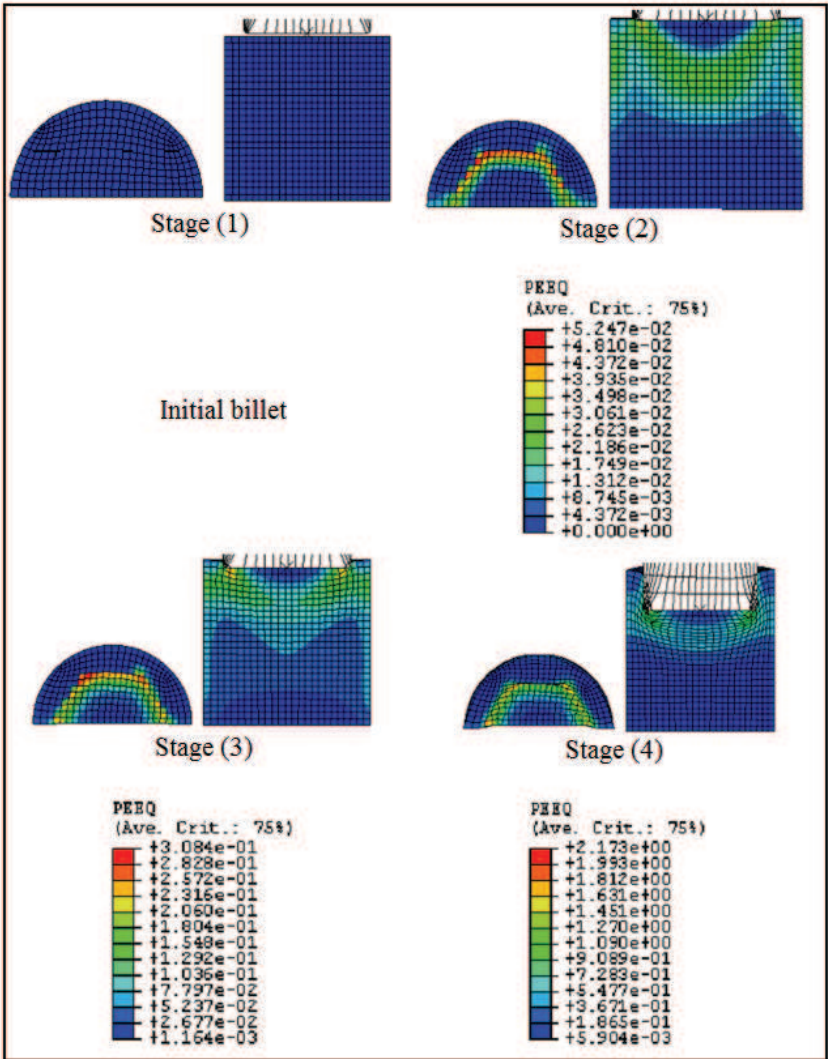 Stage (1)
Stage (2)
PEEQ
(Ave. Crit.: 75%)
+5.247e-02
+4.810e-02
+4.372e-02
+3.935e-02
+3.498e-02
+3.061e-02
+2.623e-02
+2.186e-02
+1.749e-02
+1.312e-02
+8.745e-03
+4.372e-03
+0.000e+00
Initial billet
Stage (3)
Stage (4)
PEEQ
(Ave. Crit.: 75%)
+3.084e-01
+2.828e-01
+2.572e-01
+2.316e-01
+2.060e-01
+1.804e-01
+1.548e-01
+1.292e-01
+1.036e-01
+7.797e-02
+5.237e-02
+2.677e-02
+1.164e-03
PEEQ
(Ave. Crit.: 75%)
+2.173e+00
+1.993e+00
+1.812e+00
+1.631e+00
+1.451e+00
+1.270e+00
+1.090e+00
+9.089e-01
+7.283e-01
+5.477e-01
+3.671e-01
+1.865e-01
+5.904e-03